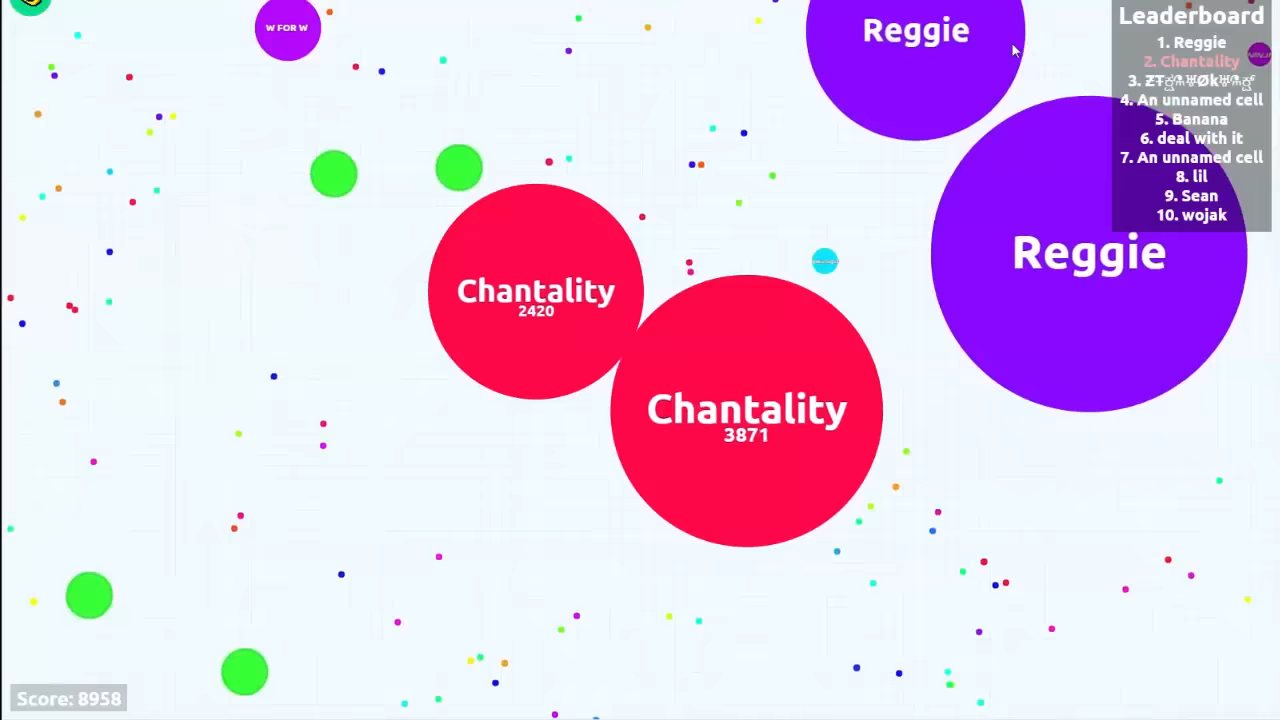 W FOR W
Reggie
Leaderboard
1. Reggie
2. Chantality
3.
4. An unnamed cell
5. Banana
6. deal with it
7. An unnamed cell
8. lil
9. Sean
10. wojak
Reggie
Chantality
2420
Chantality
3871
Score: 8958